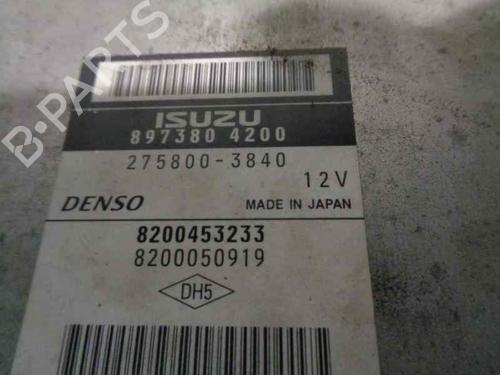 ISUZU
897380 4200
275800-3840
12V
DENSO MADE IN JAPAN
8200453233
8200050919
DH5
B-PARTS